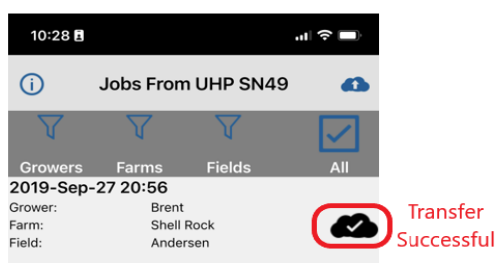 10:28
Jobs From UHP SN49
Growers Farms Fields All
2019-Sep-27 20:56
Grower: Brent
Farm: Shell Rock
Field: Andersen
Transfer
Successful